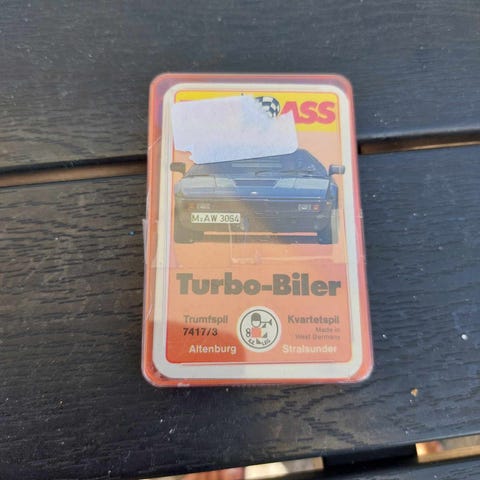 ASS
M-AW 3064
Turbo-Biler
Trumfspil Kvartetspil
7417/3 Made in
West Germany
Altenburg Stralsunder